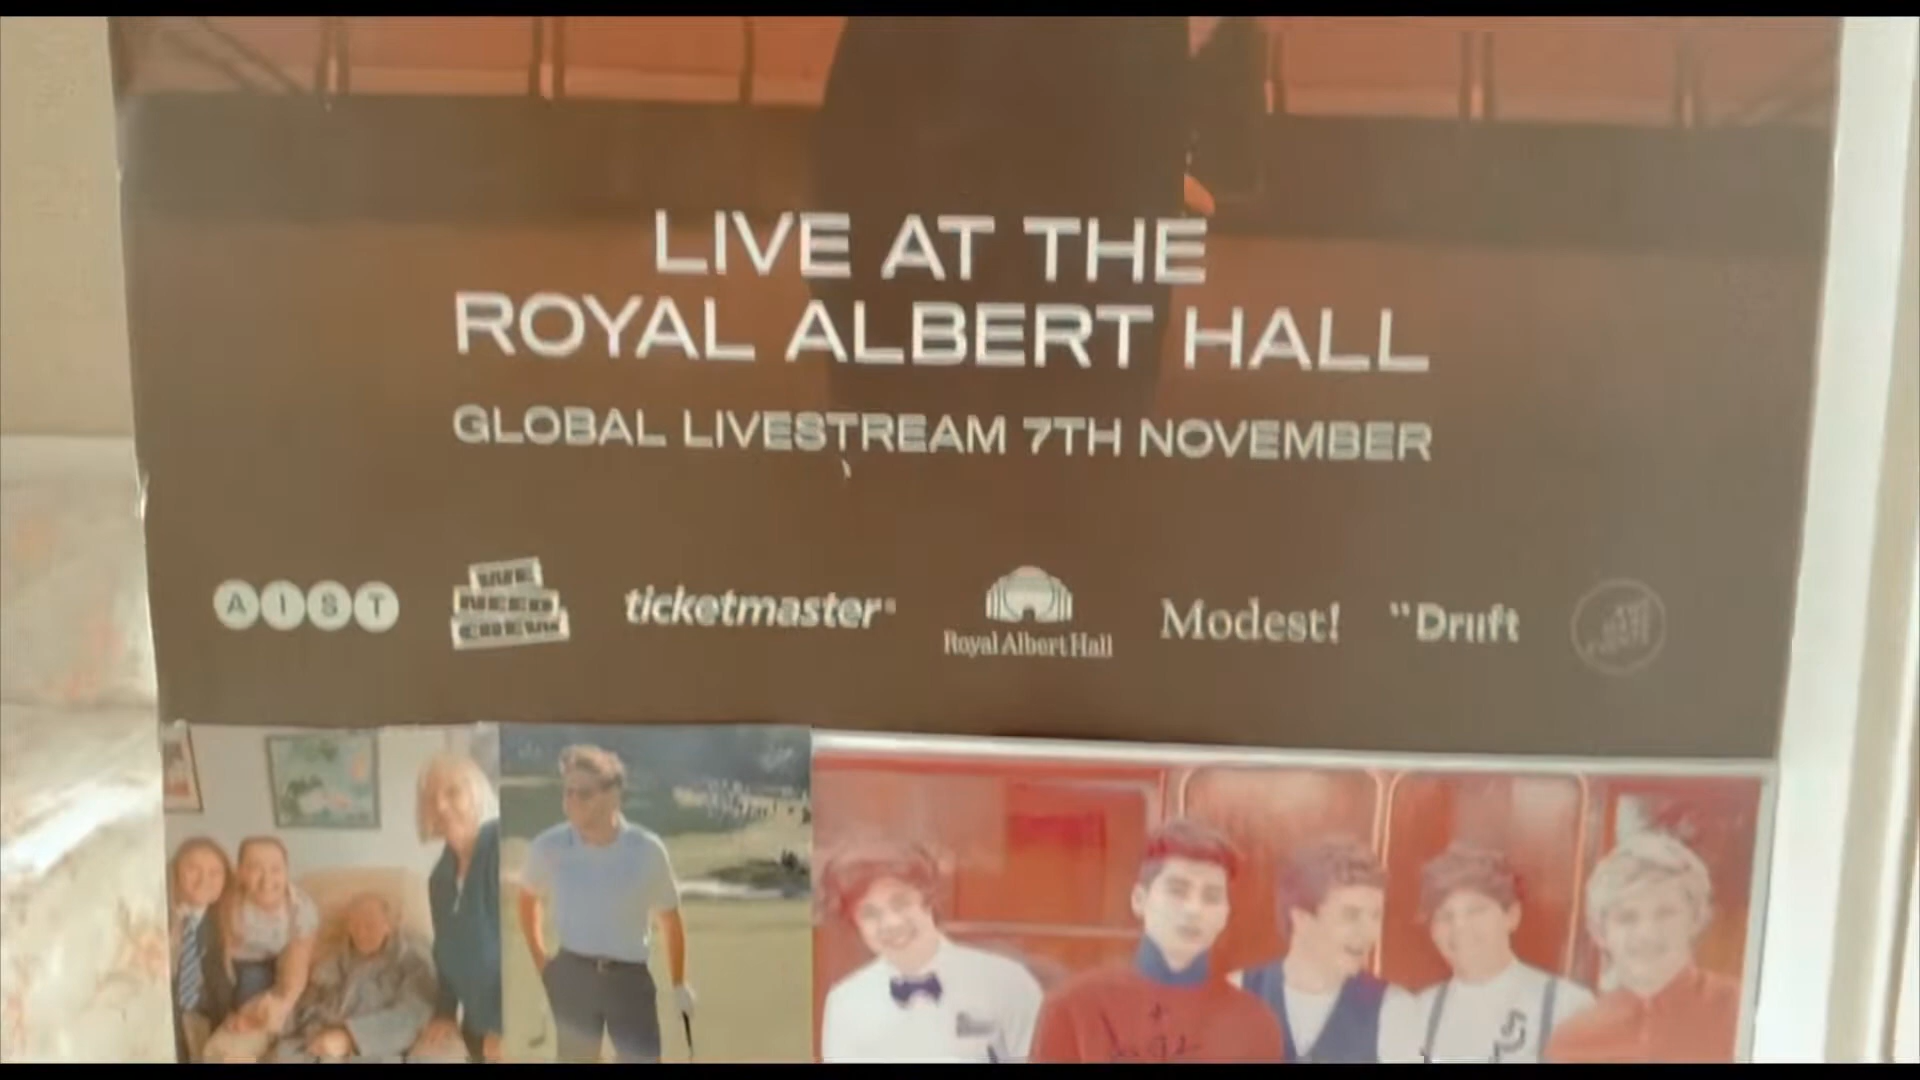 LIVE AT THE
ROYAL ALBERT HALL
GLOBAL LIVESTREAM 7TH NOVEMBER
AIST
WE
NEED
CREW
ticketmaster®
Royal Albert Hall
Modest!
Driift